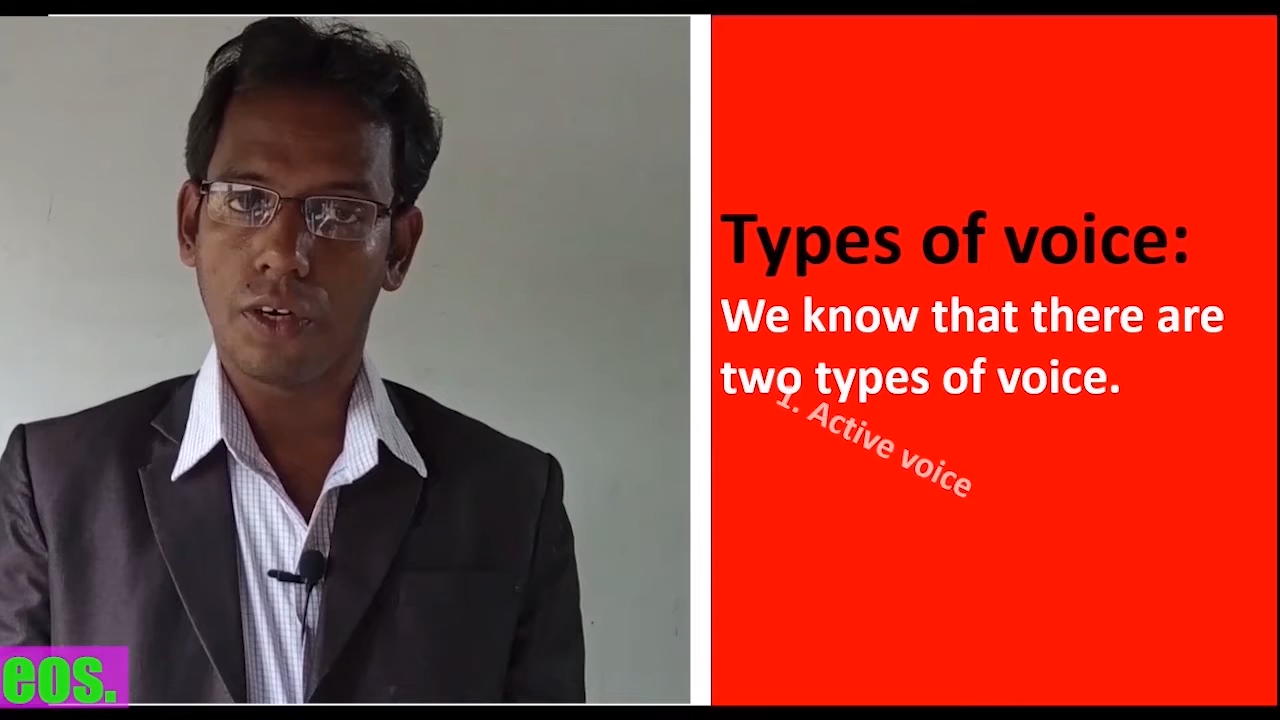 Types of voice:
We know that there are
two types of voice.
1. Active voice
eos.